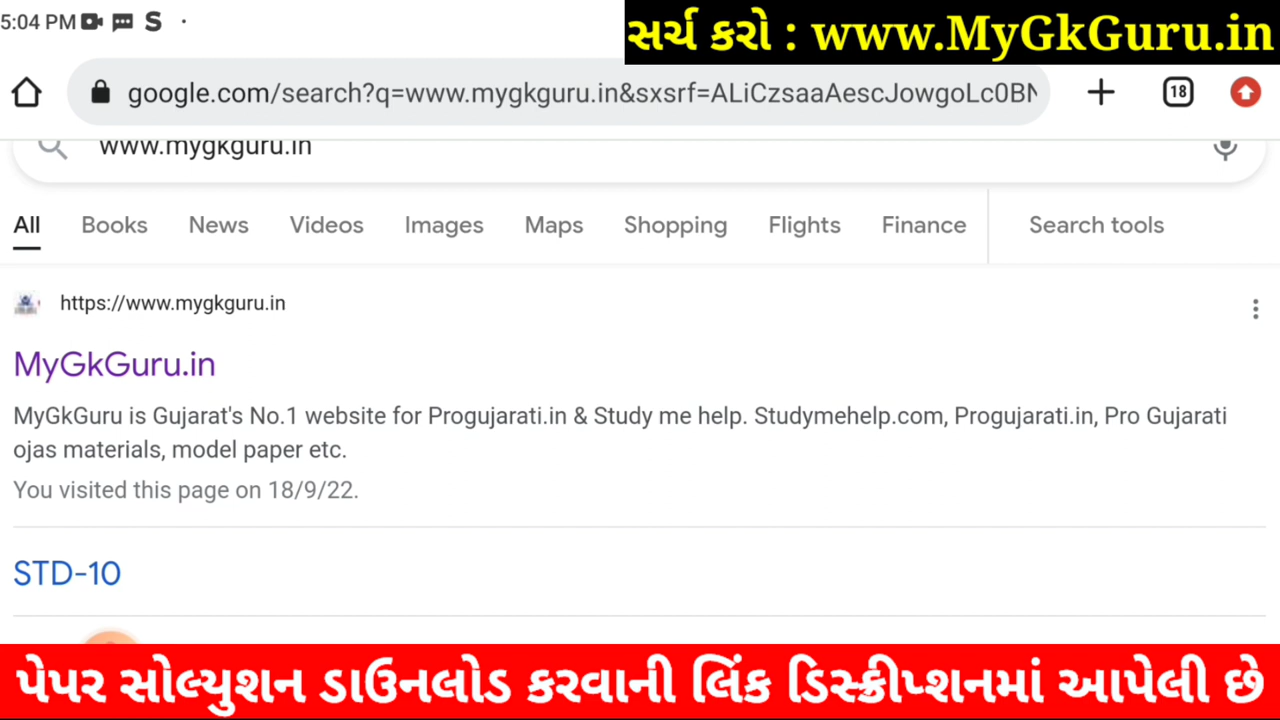 5:04 PM S
સર્ચ કરો : www.MyGkGuru.in
google.com/search?q=www.mygkguru.in&sxsrf=ALiCzsaaAescJowgoLc0BN
18
www.mygkguru.in
All Books News Videos Images Maps Shopping Flights Finance Search tools
https://www.mygkguru.in
MyGkGuru.in
MyGkGuru is Gujarat's No.1 website for Progujarati.in & Study me help. Studymehelp.com, Progujarati.in, Pro Gujarati
ojas materials, model paper etc.
You visited this page on 18/9/22.
STD-10
પેપર સોલ્યુશન ડાઉનલોડ કરવાની લિંક ડિસ્ક્રીપ્શનમાં આપેલી છે